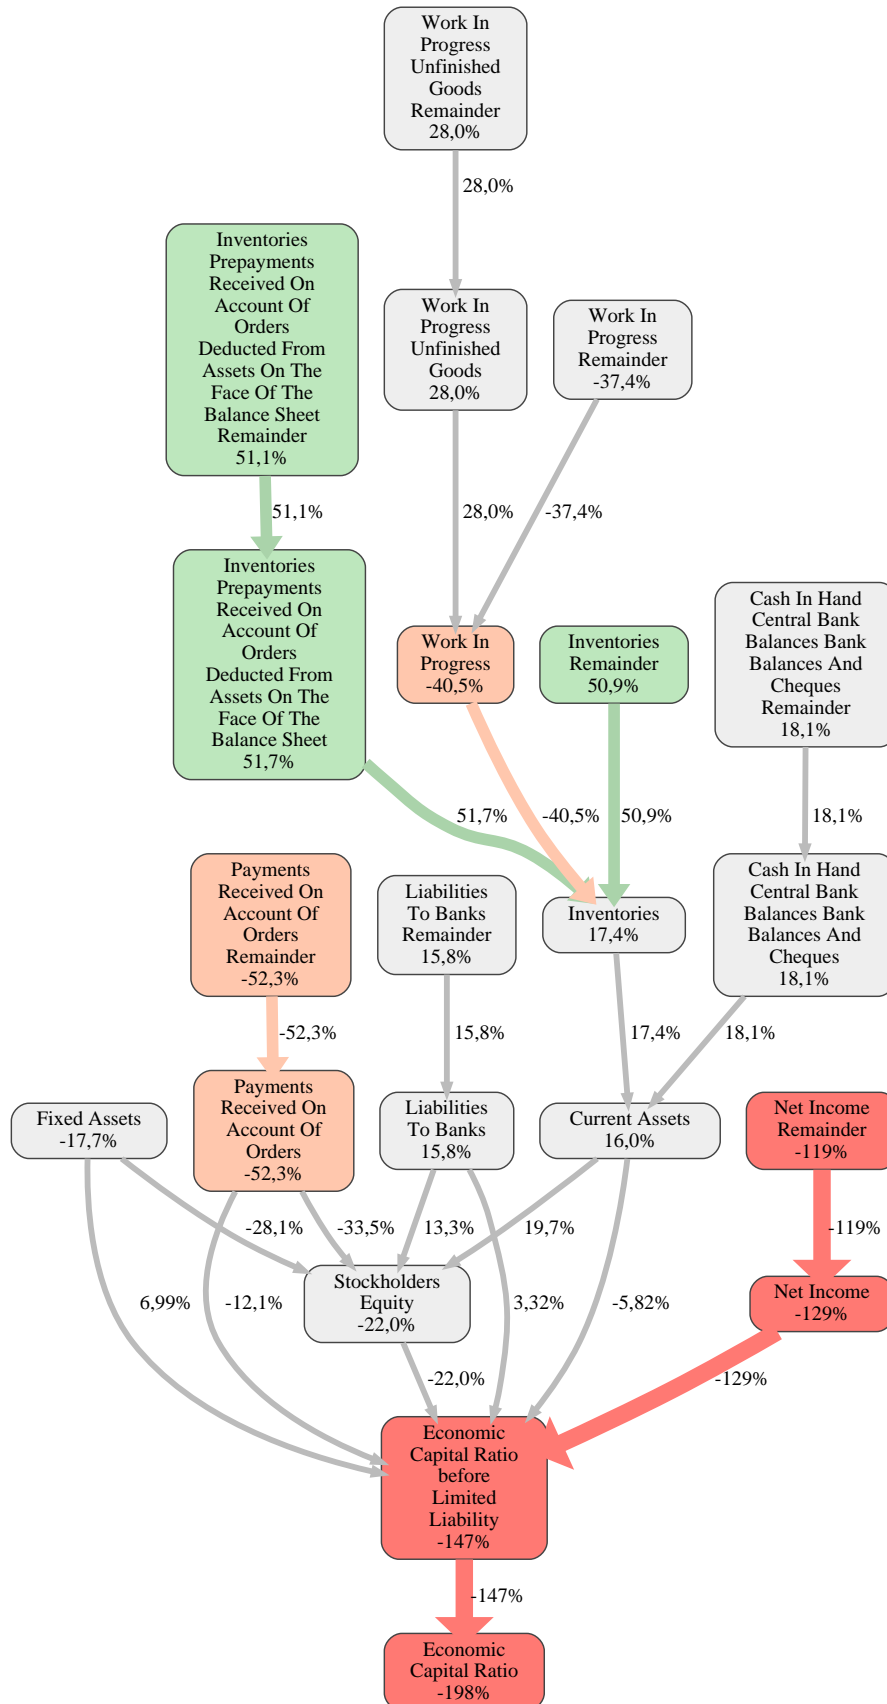 Work In
Progress
Unfinished
Goods
Remainder
28,0%
28,0%
Inventories
Prepayments
Received On
Account Of
Orders
Deducted From
Assets On The
Face Of The
Balance Sheet
Remainder
51,1%
Work In
Progress
Unfinished
Goods
28,0%
Work In
Progress
Remainder
-37,4%
51,1%
28,0%
-37,4%
Inventories
Prepayments
Received On
Account Of
Orders
Deducted From
Assets On The
Face Of The
Balance Sheet
51,7%
Work In
Progress
-40,5%
Inventories
Remainder
50,9%
Cash In Hand
Central Bank
Balances Bank
Balances And
Cheques
Remainder
18,1%
51,7%
-40,5%
50,9%
18,1%
Payments
Received On
Account Of
Orders
Remainder
-52,3%
Liabilities
To Banks
Remainder
15,8%
Inventories
17,4%
Cash In Hand
Central Bank
Balances Bank
Balances And
Cheques
18,1%
-52,3%
15,8%
17,4%
18,1%
Fixed Assets
-17,7%
Payments
Received On
Account Of
Orders
-52,3%
Liabilities
To Banks
15,8%
Current Assets
16,0%
Net Income
Remainder
-119%
-28,1%
-33,5%
13,3%
19,7%
-119%
6,99%
-12,1%
Stockholders
Equity
-22,0%
3,32%
-5,82%
Net Income
-129%
-22,0%
-129%
Economic
Capital Ratio
before
Limited
Liability
-147%
-147%
Economic
Capital Ratio
-198%